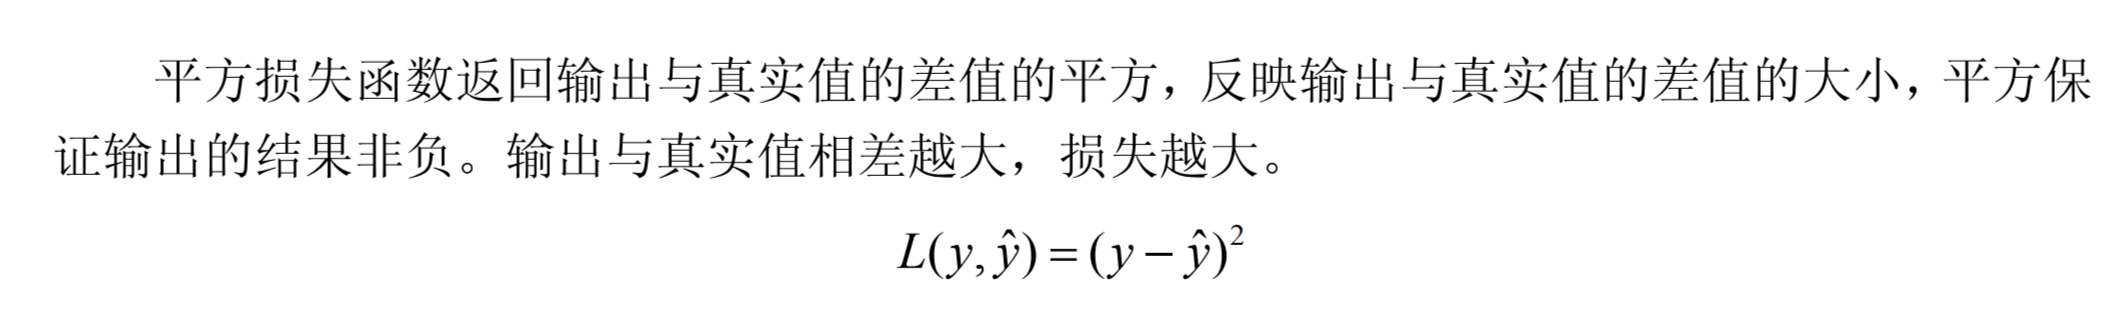 平方损失函数返回输出与真实值的差值的平方，反映输出与真实值的差值的大小，平方保
证输出的结果非负。输出与真实值相差越大，损失越大。
L(y, ŷ) = (y − ŷ)²